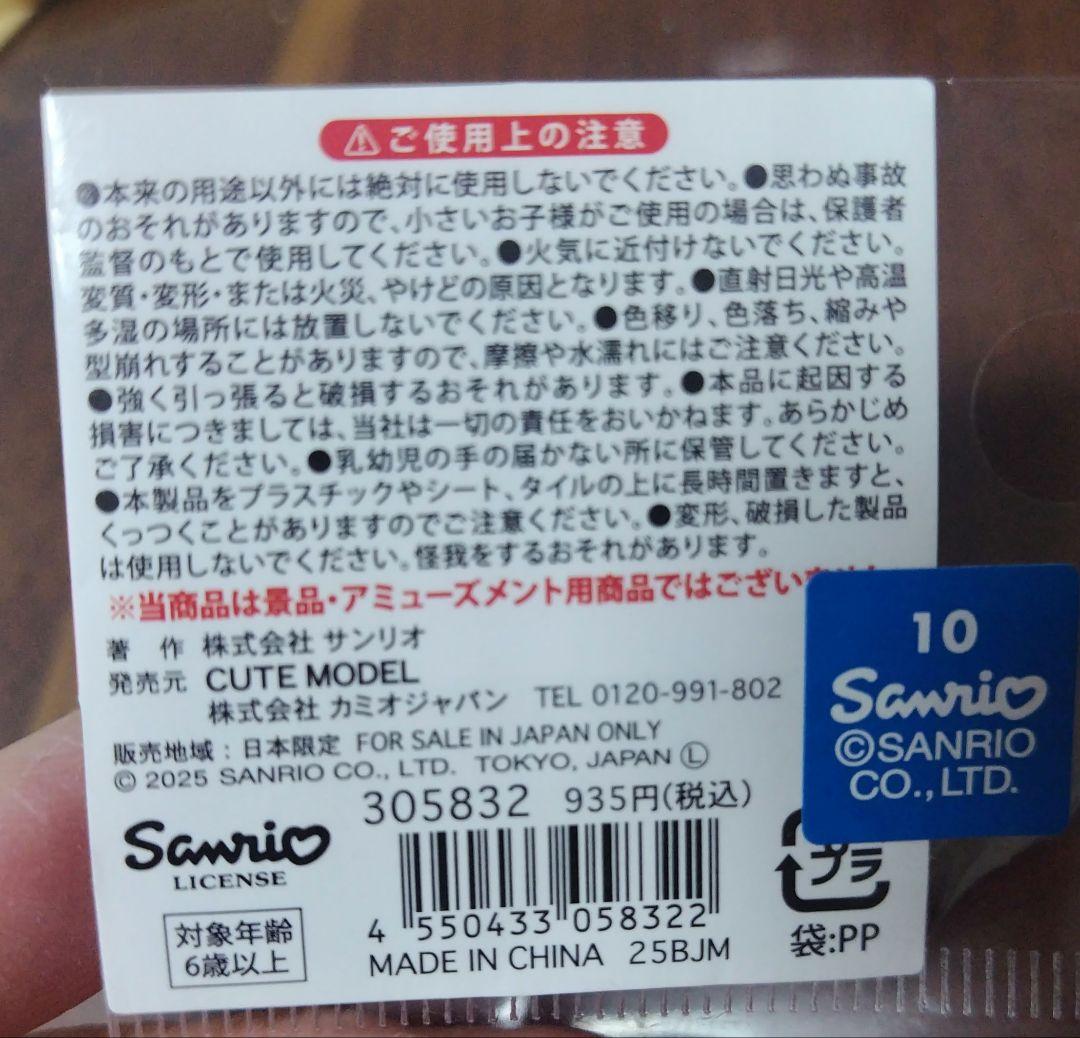 ⚠ご使用上の注意
●本来の用途以外には絶対に使用しないでください。●思わぬ事故
のおそれがありますので、小さいお子様がご使用の場合は、保護者
監督のもとで使用してください。●火気に近付けないでください。
変質・変形・または火災、やけどの原因となります。●直射日光や高温
多湿の場所には放置しないでください。●色移り、色落ち、縮みや
型崩れすることがありますので、摩擦や水濡れにはご注意ください。
●強く引っ張ると破損するおそれがあります。●本品に起因する
損害につきましては、当社は一切の責任をおいかねます。あらかじめ
ご了承ください。●乳幼児の手の届かない所に保管してください。
●本製品をプラスチックやシート、タイルの上に長時間置きますと、
くっつくことがありますのでご注意ください。●変形、破損した製品
は使用しないでください。怪我をするおそれがあります。
※当商品は景品・アミューズメント用商品ではござい
著 作 株式会社 サンリオ
発売元 CUTE MODEL
株式会社 カミオジャパン TEL 0120-991-802
販売地域：日本限定 FOR SALE IN JAPAN ONLY
© 2025 SANRIO CO., LTD. TOKYO, JAPAN Ⓛ
305832 935円(税込)
Sanrio
LICENSE
4 550433 058322
対象年齢
6歳以上
MADE IN CHINA 25BJM
プラ
袋:PP
10
Sanrio
©SANRIO
CO.,LTD.